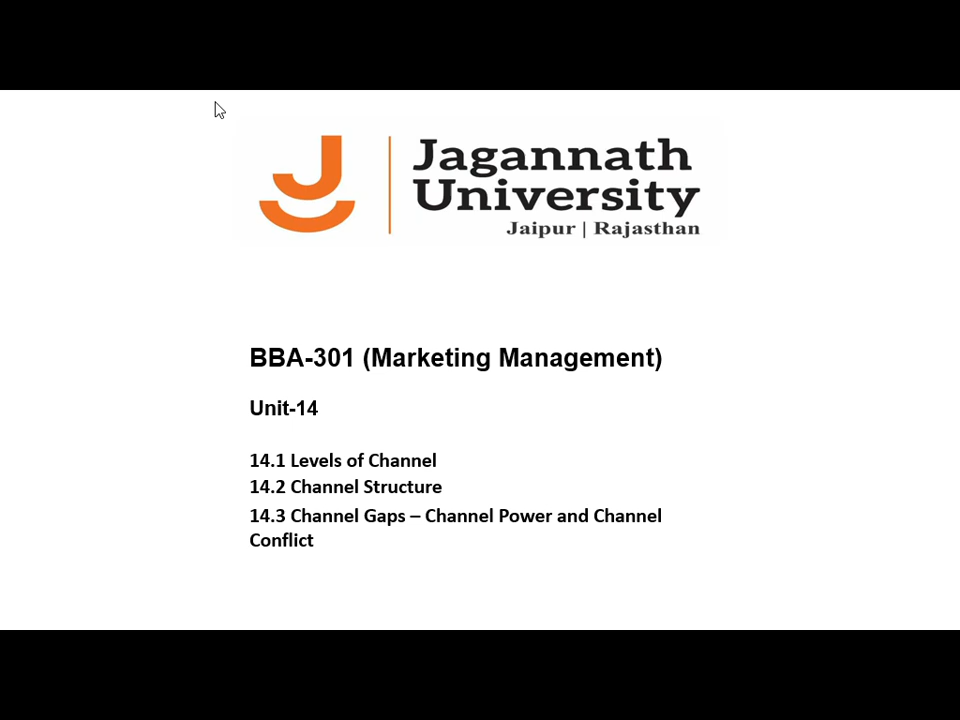 Jagannath
University
Jaipur | Rajasthan
BBA-301 (Marketing Management)
Unit-14
14.1 Levels of Channel
14.2 Channel Structure
14.3 Channel Gaps – Channel Power and Channel
Conflict